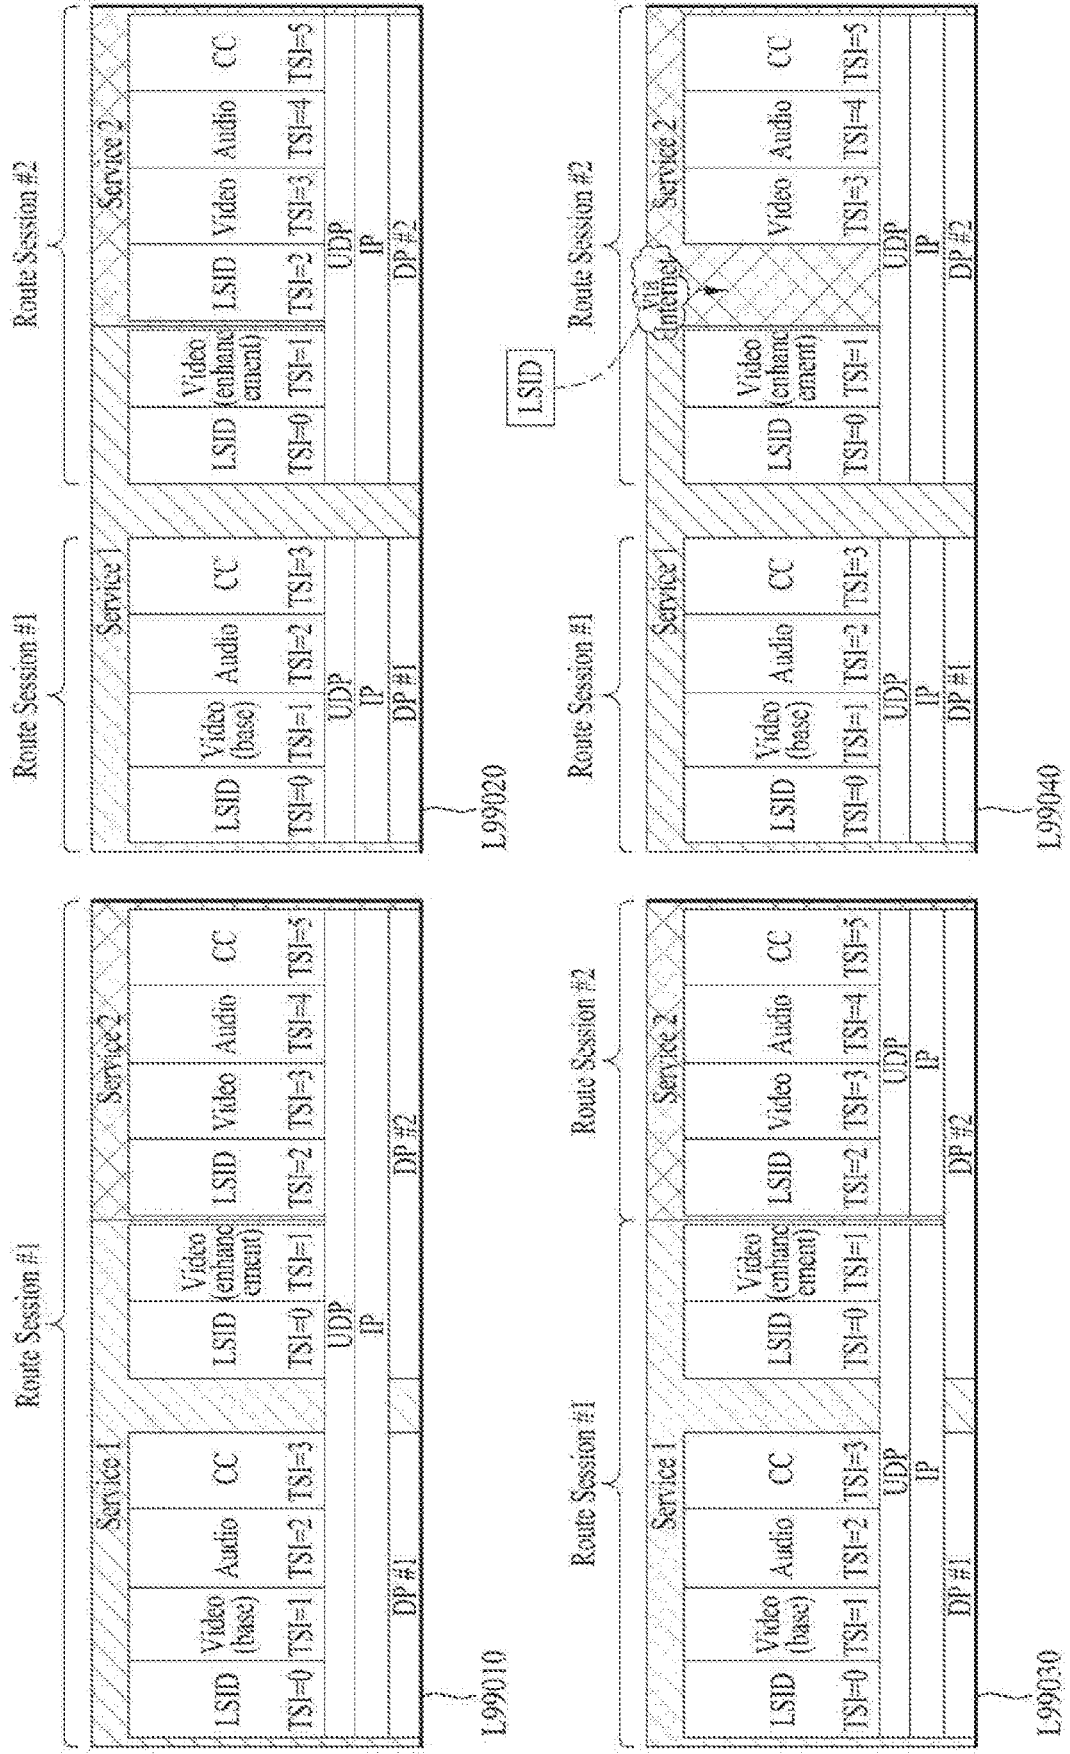 Route Session #1
Service 1
Service 2
LSID
Video
(base)
Audio
CC
LSID
Video
(enhanc
ement)
LSID
Video
Audio
CC
TSI=0
TSI=1
TSI=2
TSI=3
TSI=0
TSI=1
TSI=2
TSI=3
TSI=4
TSI=5
UDP
IP
DP #1
DP #2
L99010
Route Session #1
Route Session #2
Service 1
Service 2
LSID
Video
(base)
Audio
CC
LSID
Video
(enhanc
ement)
LSID
Video
Audio
CC
TSI=0
TSI=1
TSI=2
TSI=3
TSI=0
TSI=1
TSI=2
TSI=3
TSI=4
TSI=5
UDP
UDP
IP
IP
DP #1
DP #2
L99020
Route Session #1
Route Session #2
Service 1
Service 2
LSID
Video
(base)
Audio
CC
LSID
Video
(enhanc
ement)
LSID
Video
Audio
CC
TSI=0
TSI=1
TSI=2
TSI=3
TSI=0
TSI=1
TSI=2
TSI=3
TSI=4
TSI=5
UDP
UDP
IP
IP
DP #1
DP #2
L99030
LSID
Route Session #1
Route Session #2
Via
Internet
Service 1
Service 2
LSID
Video
(base)
Audio
CC
LSID
Video
(enhanc
ement)
Video
Audio
CC
TSI=0
TSI=1
TSI=2
TSI=3
TSI=0
TSI=1
TSI=3
TSI=4
TSI=5
UDP
UDP
IP
IP
DP #1
DP #2
L99040